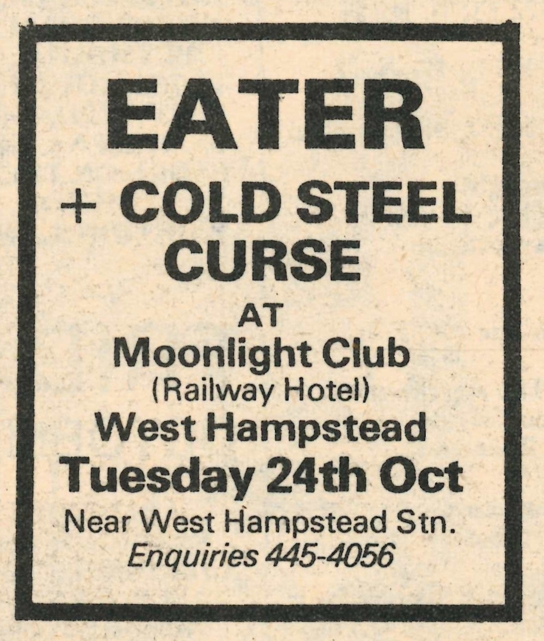 EATER
+ COLD STEEL
CURSE
AT
Moonlight Club
(Railway Hotel)
West Hampstead
Tuesday 24th Oct
Near West Hampstead Stn.
Enquiries 445-4056